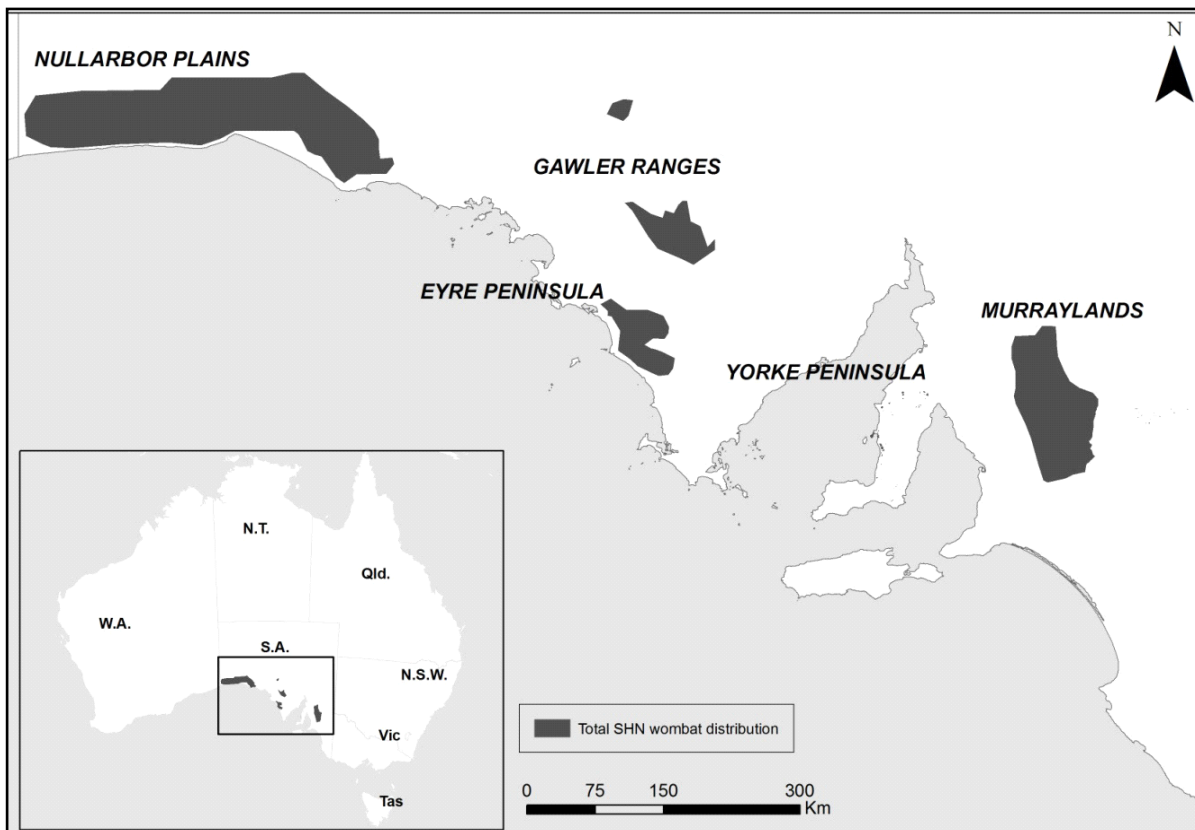 NULLARBOR PLAINS
N
GAWLER RANGES
EYRE PENINSULA
MURRAYLANDS
YORKE PENINSULA
N.T.
Qld.
W.A.
S.A.
N.S.W.
Vic
Tas
Total SHN wombat distribution
0 75 150 300
Km